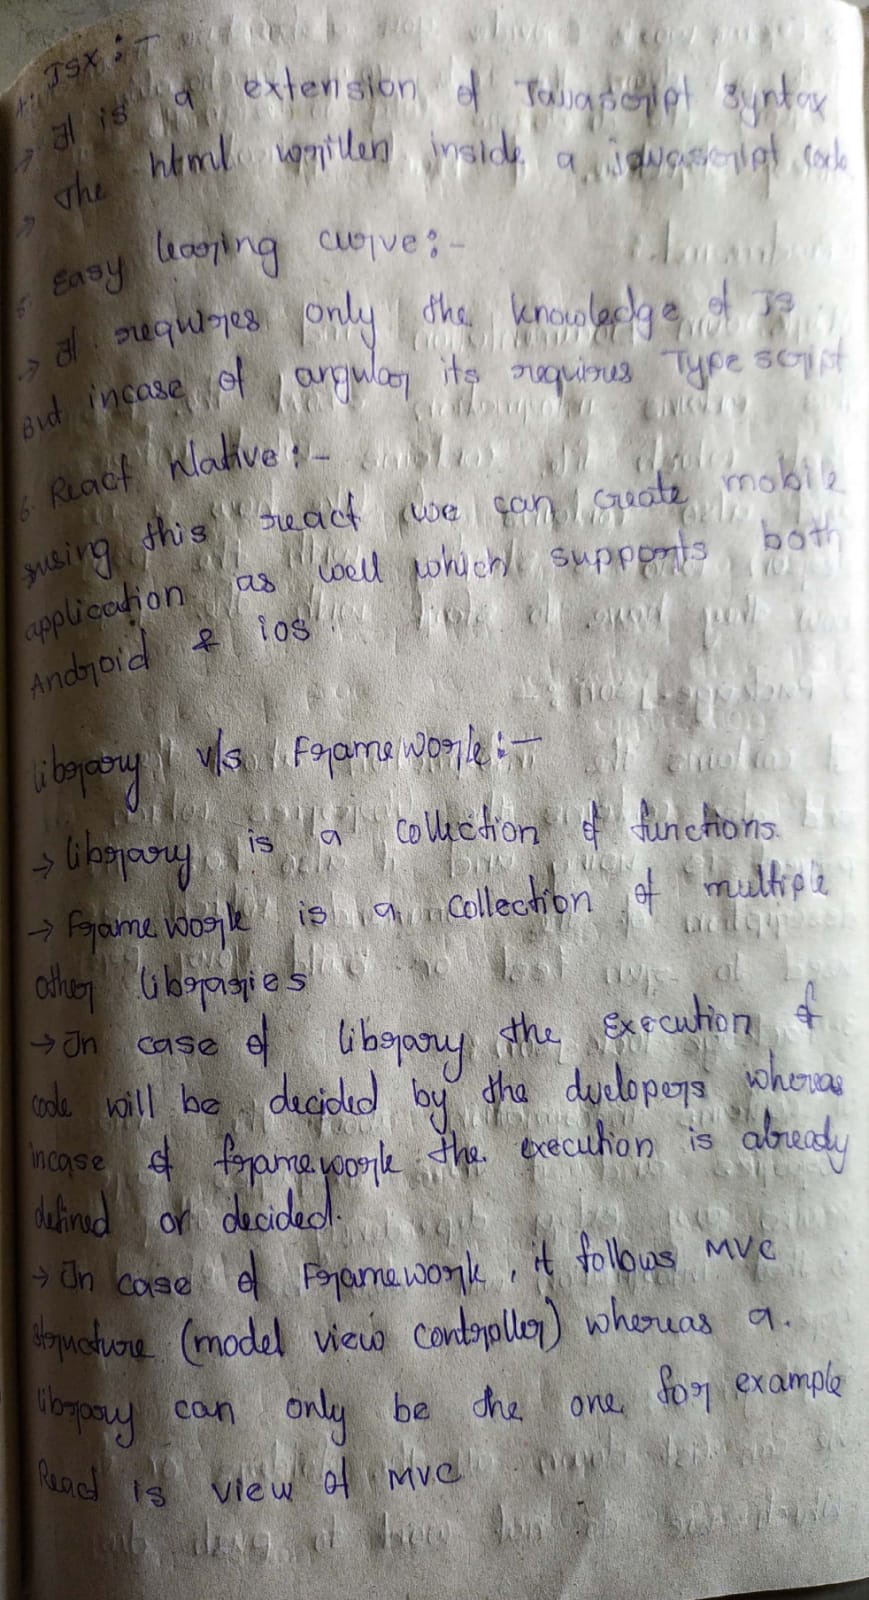 4. JSX :-
→ It is a extension of Javascript Syntax
→ The html written inside a javascript code
5. Easy learing curve:-
→ It requires only the knowledge of JS
But incase of angular its requires Type script
6. React Native:-
using this react we can create mobile
application as well which supports both
Android & ios.
library v/s Framework:-
→ library is a collection of functions.
→ Framework is a collection of multiple
other libraries
→ In case of library the Execution of
code will be decided by the dvelopers whereas
incase of framework the execution is already
defined or decided.
→ In case of Framework, it follows MVC
structure (model view controller) whereas a.
library can only be the one for example
React is view of MVC